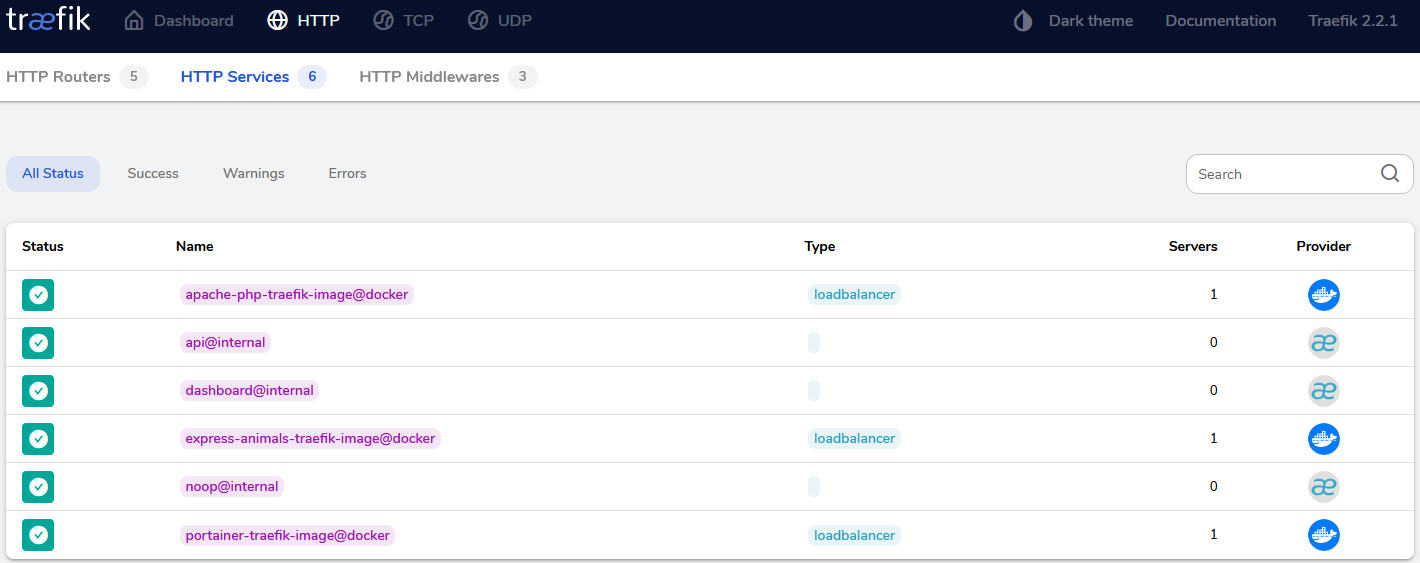 træfik Dashboard HTTP TCP UDP Dark theme Documentation Traefik 2.2.1
HTTP Routers 5 HTTP Services 6 HTTP Middlewares 3
All Status Success Warnings Errors Search
Status Name Type Servers Provider
apache-php-traefik-image@docker loadbalancer 1
api@internal 0 æ
dashboard@internal 0 æ
express-animals-traefik-image@docker loadbalancer 1
noop@internal 0 æ
portainer-traefik-image@docker loadbalancer 1